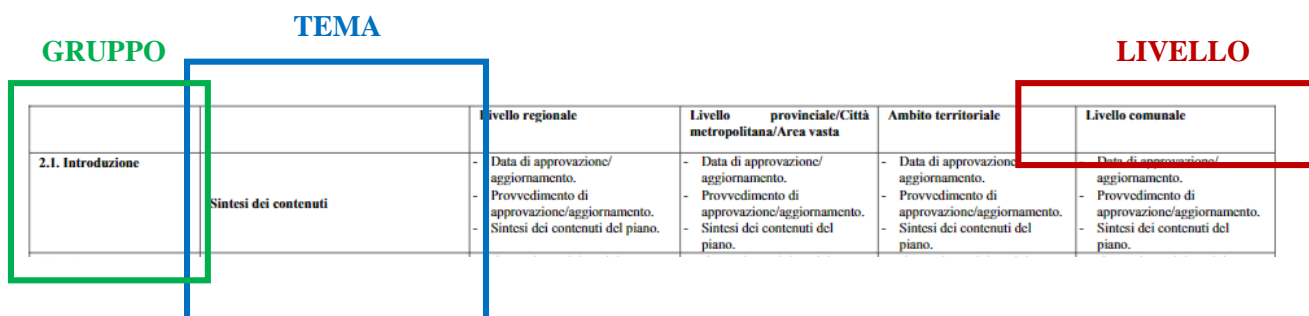 TEMA
GRUPPO
LIVELLO
Livello regionale
Livello provinciale/Città
metropolitana/Area vasta
Ambito territoriale
Livello comunale
2.1. Introduzione
Sintesi dei contenuti
- Data di approvazione/
aggiornamento.
- Provvedimento di
approvazione/aggiornamento.
- Sintesi dei contenuti del piano.
- Data di approvazione/
aggiornamento.
- Provvedimento di
approvazione/aggiornamento.
- Sintesi dei contenuti del
piano.
- Data di approvazione/
aggiornamento.
- Provvedimento di
approvazione/aggiornamento.
- Sintesi dei contenuti del
piano.
- Data di approvazione/
aggiornamento.
- Provvedimento di
approvazione/aggiornamento.
- Sintesi dei contenuti del
piano.